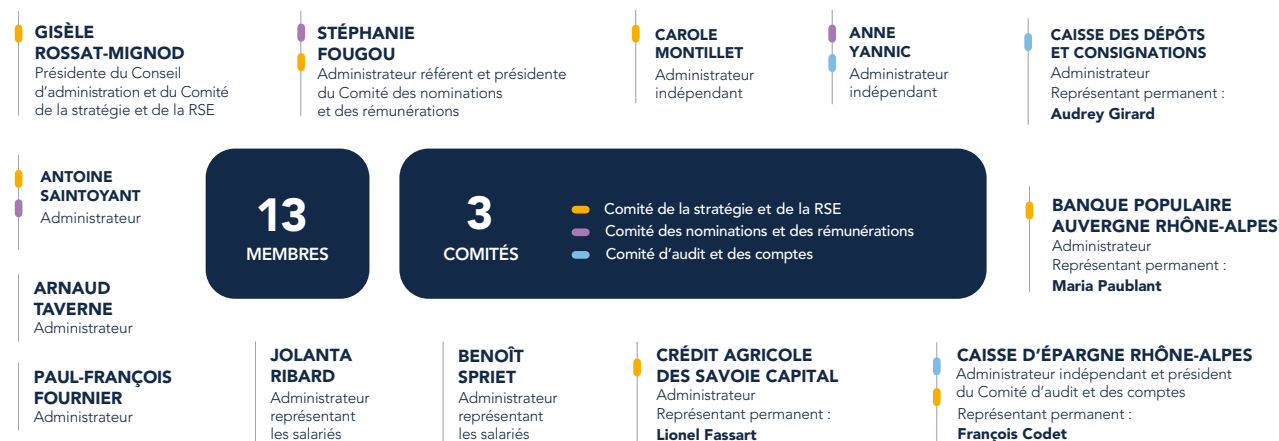 GISÈLE
ROSSAT-MIGNOD
Présidente du Conseil
d’administration et du Comité
de la stratégie et de la RSE
STÉPHANIE
FOUGOU
Administrateur référent et présidente
du Comité des nominations
et des rémunérations
CAROLE
MONTILLET
Administrateur
indépendant
ANNE
YANNIC
Administrateur
indépendant
CAISSE DES DÉPÔTS
ET CONSIGNATIONS
Administrateur
Représentant permanent :
Audrey Girard
ANTOINE
SAINTOYANT
Administrateur
13
MEMBRES
3
COMITÉS
Comité de la stratégie et de la RSE
Comité des nominations et des rémunérations
Comité d’audit et des comptes
BANQUE POPULAIRE
AUVERGNE RHÔNE-ALPES
Administrateur
Représentant permanent :
Maria Paublant
ARNAUD
TAVERNE
Administrateur
PAUL-FRANÇOIS
FOURNIER
Administrateur
JOLANTA
RIBARD
Administrateur
représentant
les salariés
BENOÎT
SPRIET
Administrateur
représentant
les salariés
CRÉDIT AGRICOLE
DES SAVOIE CAPITAL
Administrateur
Représentant permanent :
Lionel Fassart
CAISSE D’ÉPARGNE RHÔNE-ALPES
Administrateur indépendant et président
du Comité d’audit et des comptes
Représentant permanent :
François Codet